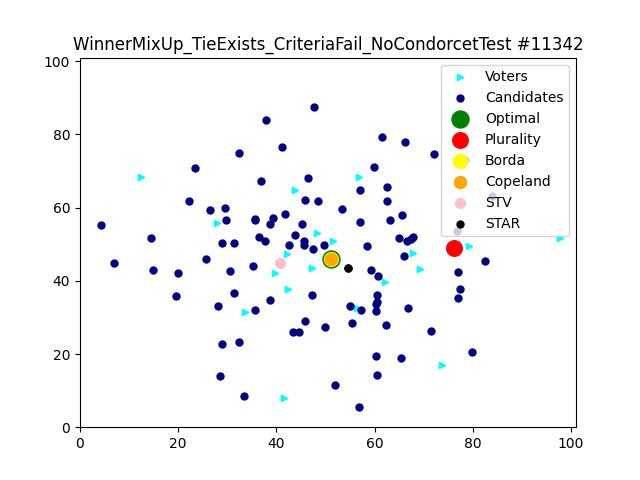 WinnerMixUp_TieExists_CriteriaFail_NoCondorcetTest #11342
100
80
60
40
20
0
0 20 40 60 80 100
Voters
Candidates
Optimal
Plurality
Borda
Copeland
STV
STAR